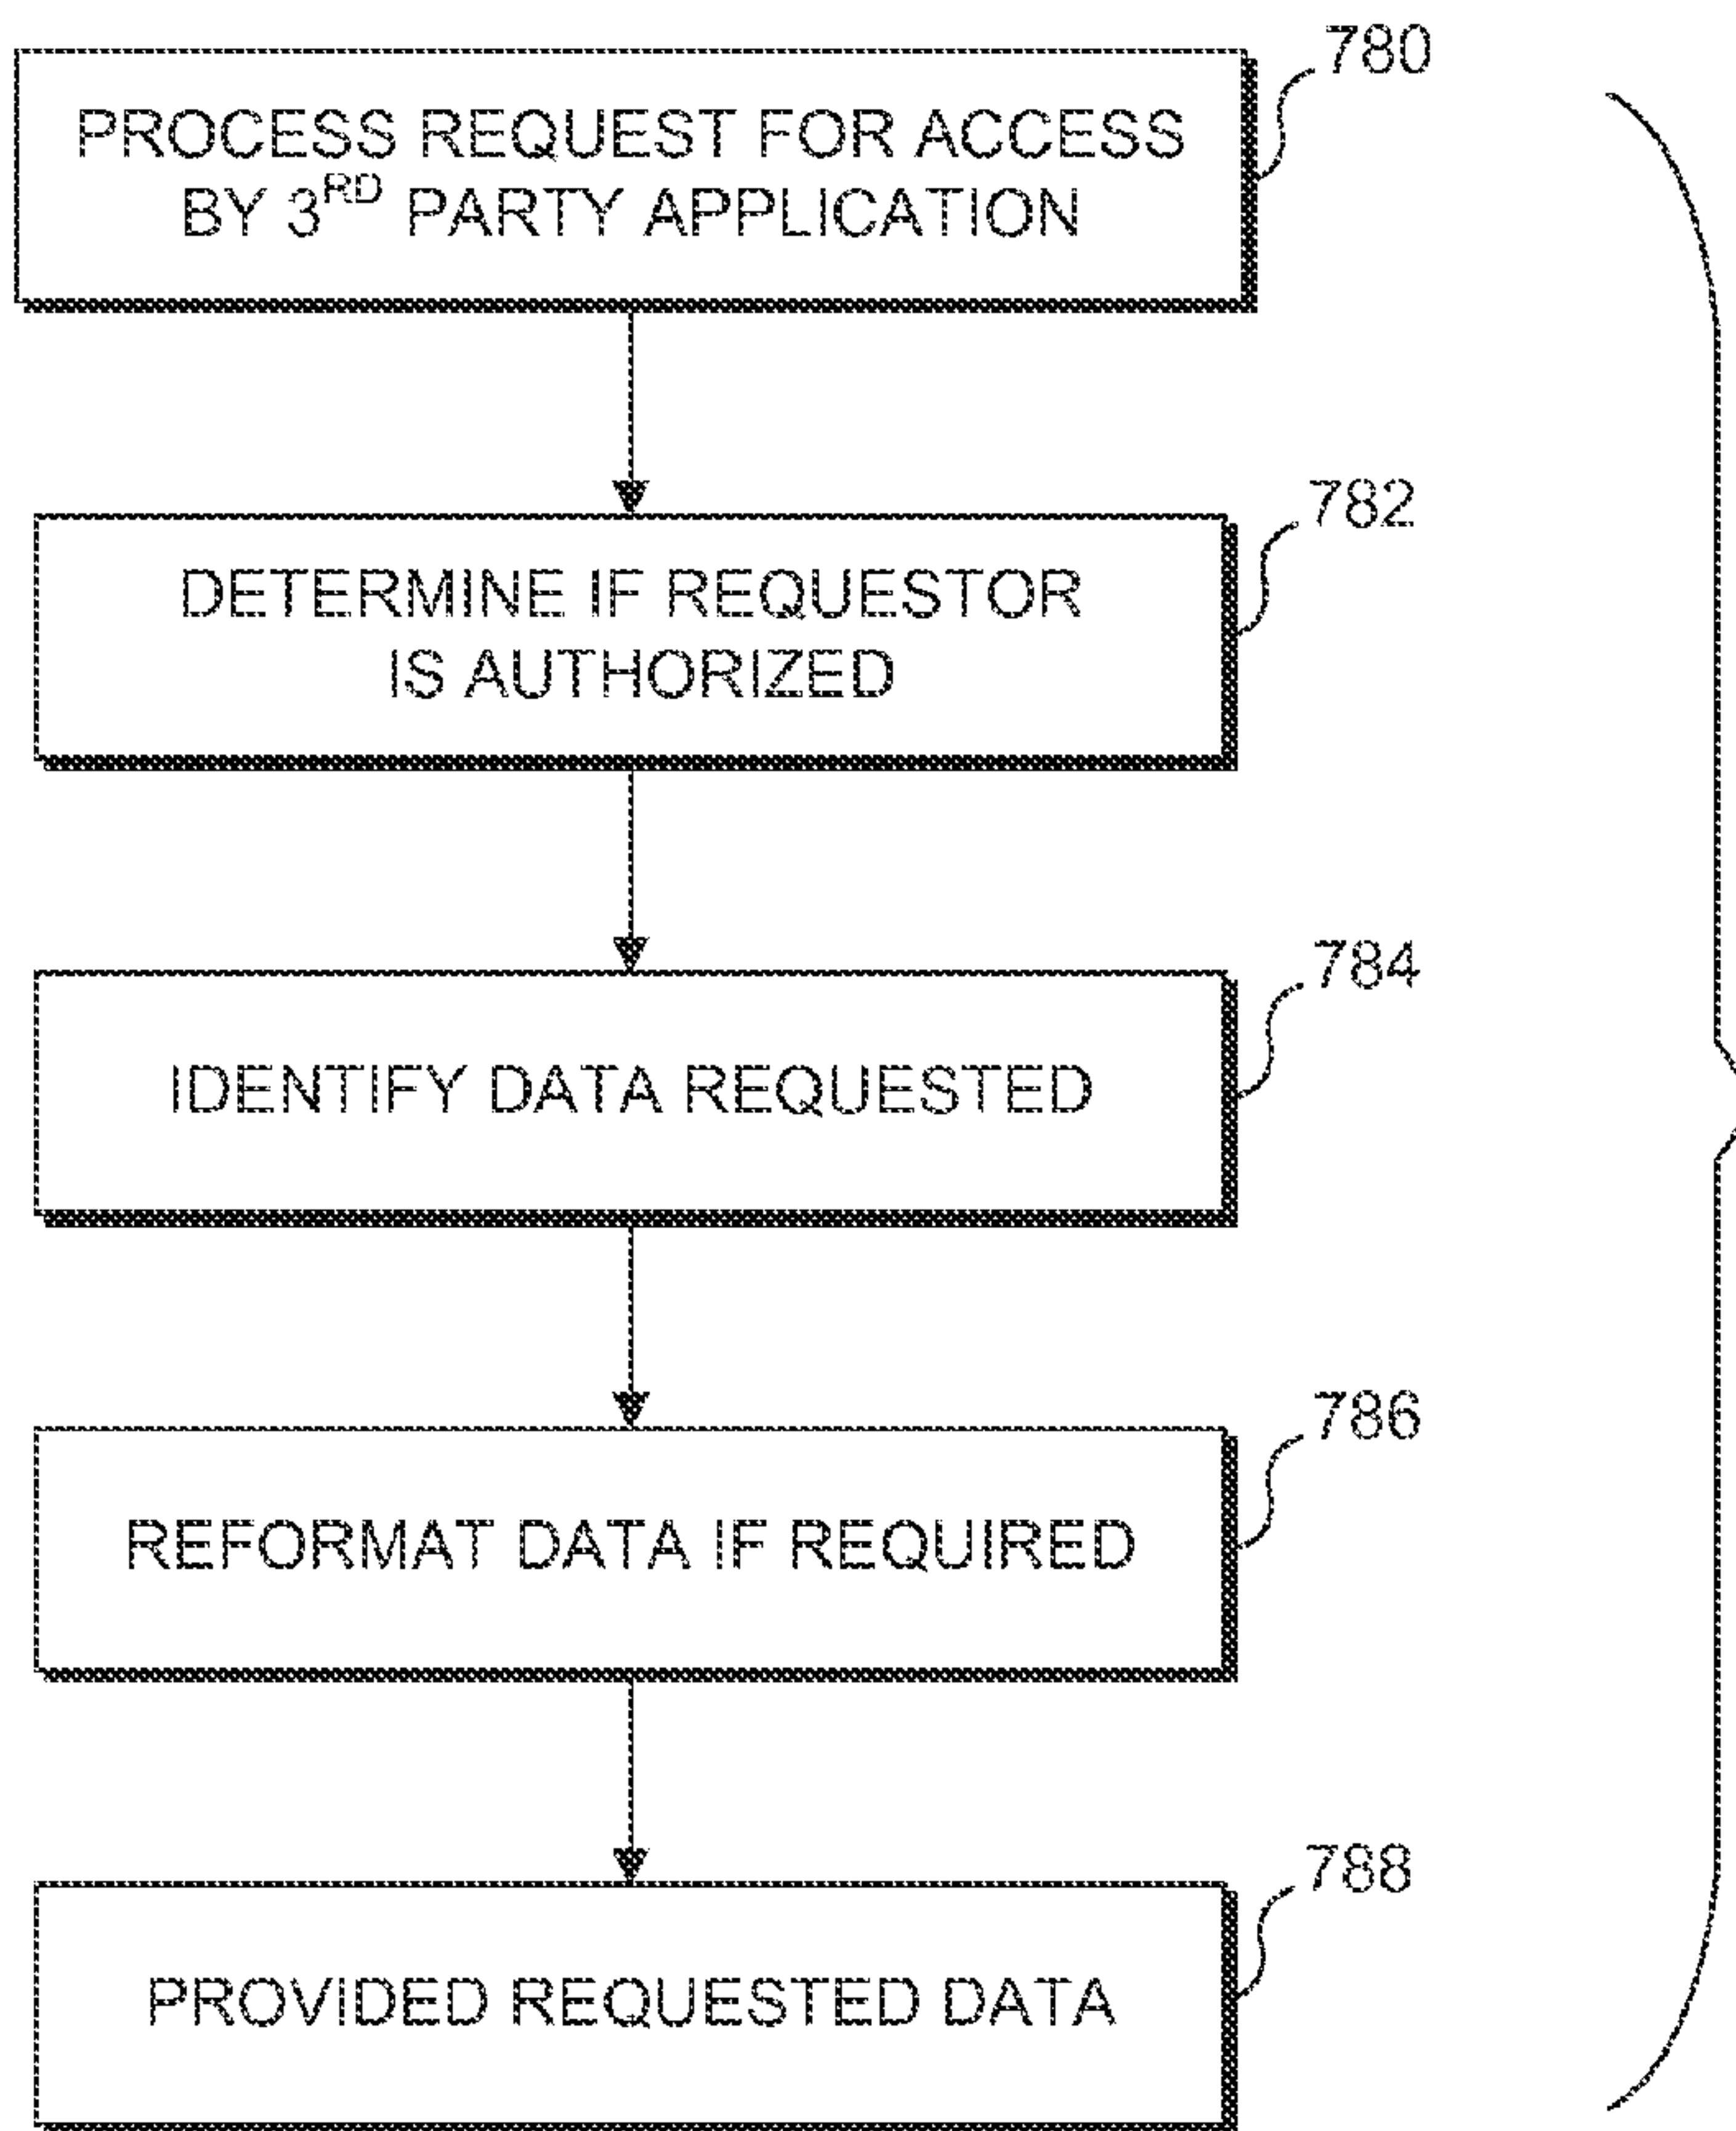 780
PROCESS REQUEST FOR ACCESS
BY 3RD PARTY APPLICATION
782
DETERMINE IF REQUESTOR
IS AUTHORIZED
784
IDENTIFY DATA REQUESTED
786
REFORMAT DATA IF REQUIRED
788
PROVIDED REQUESTED DATA